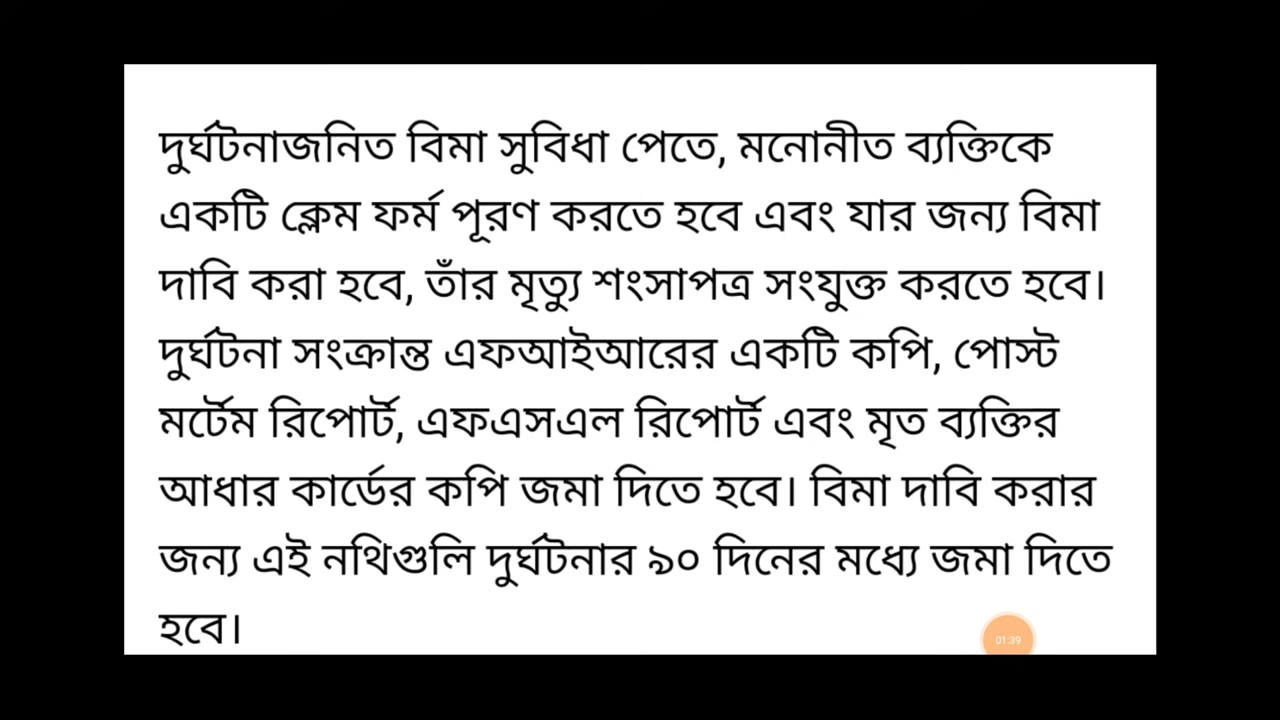 দুর্ঘটনাজনিত বিমা সুবিধা পেতে, মনোনীত ব্যক্তিকে
একটি ক্লেম ফর্ম পূরণ করতে হবে এবং যার জন্য বিমা
দাবি করা হবে, তাঁর মৃত্যু শংসাপত্র সংযুক্ত করতে হবে।
দুর্ঘটনা সংক্রান্ত এফআইআরের একটি কপি, পোস্ট
মর্টেম রিপোর্ট, এফএসএল রিপোর্ট এবং মৃত ব্যক্তির
আধার কার্ডের কপি জমা দিতে হবে। বিমা দাবি করার
জন্য এই নথিগুলি দুর্ঘটনার ৯০ দিনের মধ্যে জমা দিতে
হবে।
01:39